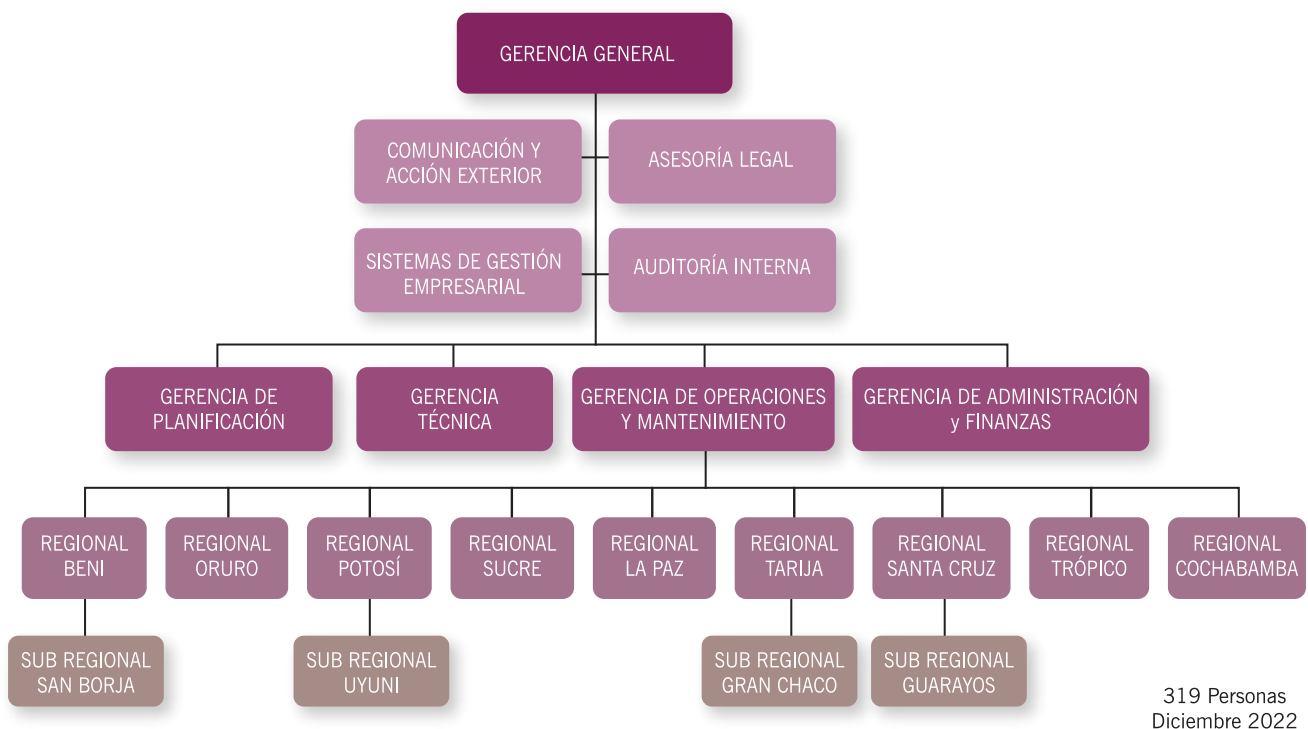 GERENCIA GENERAL
COMUNICACIÓN Y
ACCIÓN EXTERIOR
ASESORÍA LEGAL
SISTEMAS DE GESTIÓN
EMPRESARIAL
AUDITORÍA INTERNA
GERENCIA DE
PLANIFICACIÓN
GERENCIA
TÉCNICA
GERENCIA DE OPERACIONES
Y MANTENIMIENTO
GERENCIA DE ADMINISTRACIÓN
y FINANZAS
REGIONAL
BENI
REGIONAL
ORURO
REGIONAL
POTOSÍ
REGIONAL
SUCRE
REGIONAL
LA PAZ
REGIONAL
TARIJA
REGIONAL
SANTA CRUZ
REGIONAL
TRÓPICO
REGIONAL
COCHABAMBA
SUB REGIONAL
SAN BORJA
SUB REGIONAL
UYUNI
SUB REGIONAL
GRAN CHACO
SUB REGIONAL
GUARAYOS
319 Personas
Diciembre 2022